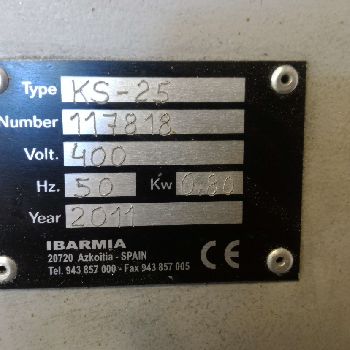 Type KS-25
Number 117818
Volt. 400
Hz. 50 Kw 0,80
Year 2011
IBARMIA
20720 Azkoitia - SPAIN
Tel. 943 857 000 - Fax 943 857 005
CE